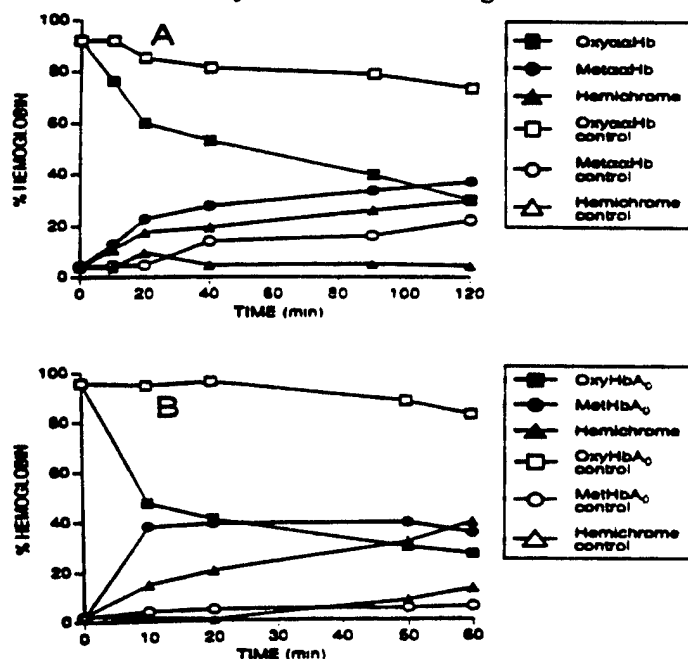 A
% HEMOGLOBIN
100
80
60
40
20
0
0 20 40 60 80 100 120
TIME (min)
OxyααHb
MetααHb
Hemichrome
OxyααHb
control
MetααHb
control
Hemichrome
control
B
% HEMOGLOBIN
100
80
60
40
20
0
0 10 20 30 40 50 60
TIME (min)
OxyHbA₀
MetHbA₀
Hemichrome
OxyHbA₀
control
MetHbA₀
control
Hemichrome
control